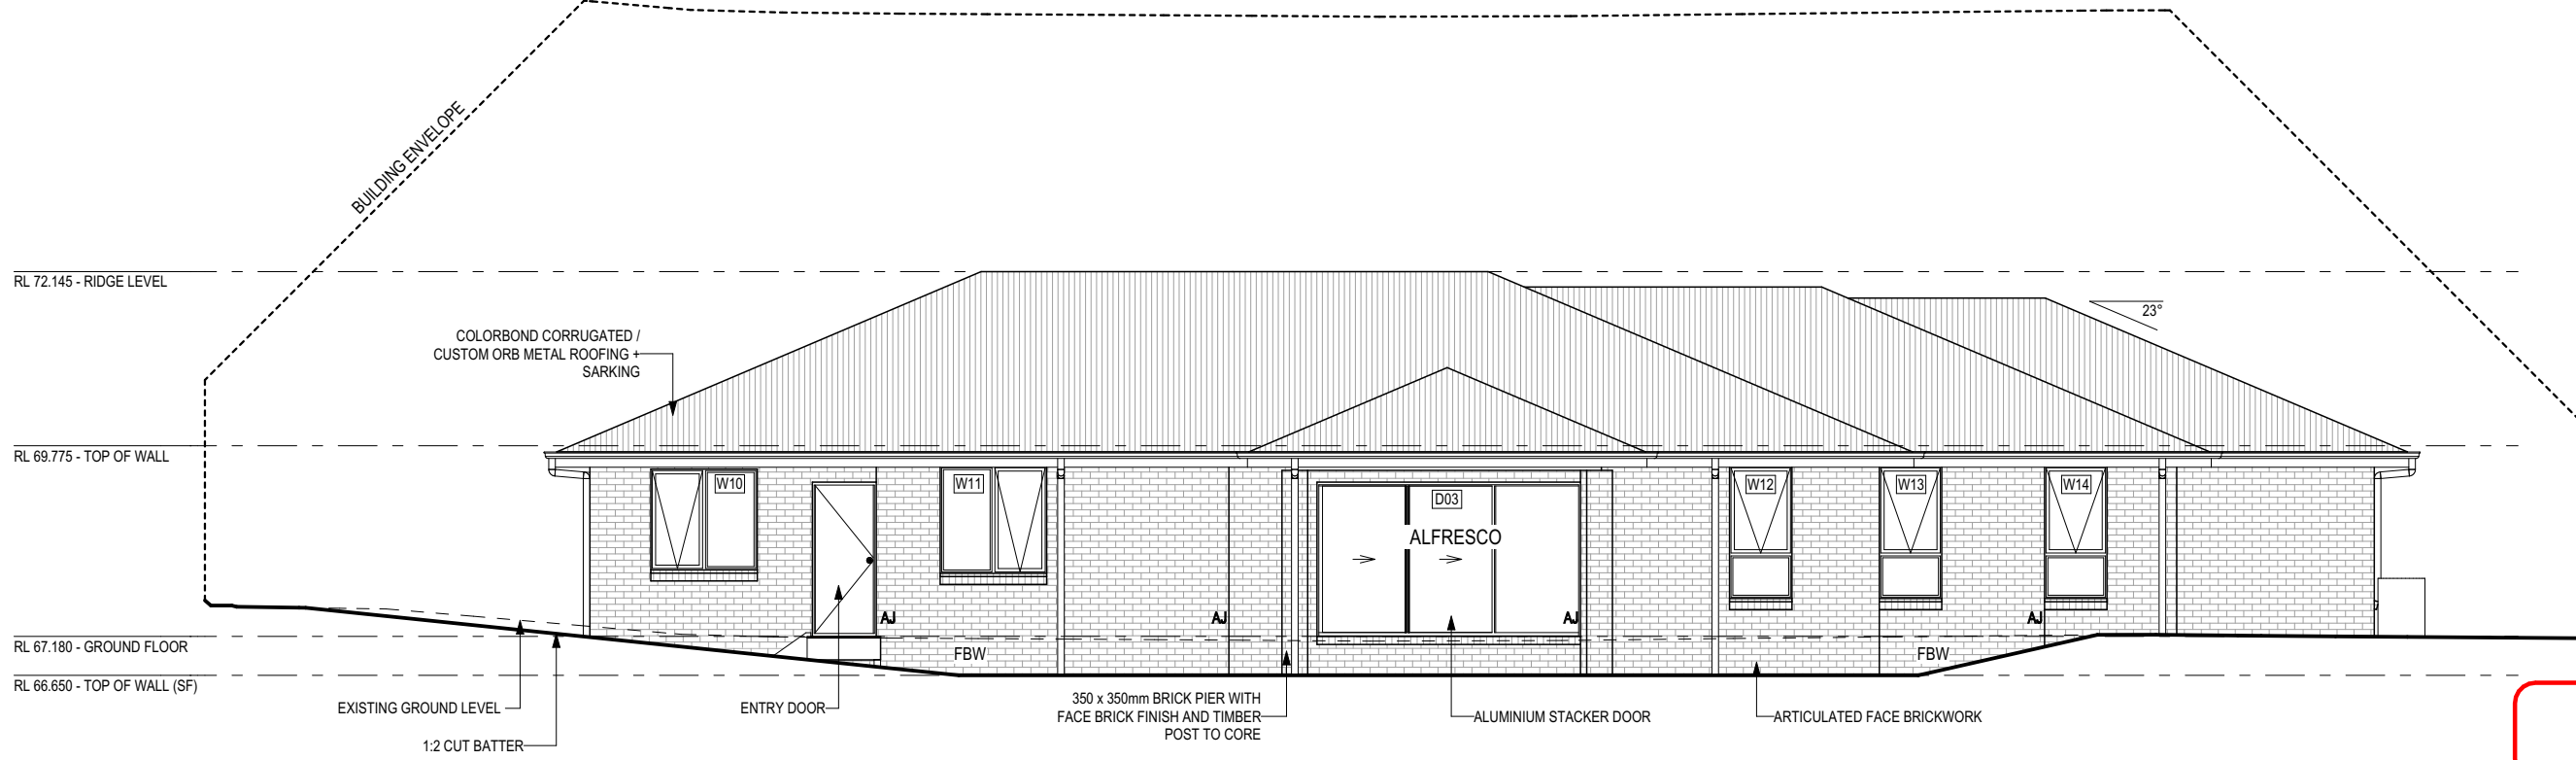 BUILDING ENVELOPE
RL 72.145 - RIDGE LEVEL
23°
COLORBOND CORRUGATED /
CUSTOM ORB METAL ROOFING +
SARKING
RL 69.775 - TOP OF WALL
W10
W11
D03
W12
W13
W14
ALFRESCO
AJ
AJ
AJ
AJ
RL 67.180 - GROUND FLOOR
FBW
FBW
RL 66.650 - TOP OF WALL (SF)
EXISTING GROUND LEVEL
1:2 CUT BATTER
ENTRY DOOR
350 x 350mm BRICK PIER WITH
FACE BRICK FINISH AND TIMBER
POST TO CORE
ALUMINIUM STACKER DOOR
ARTICULATED FACE BRICKWORK